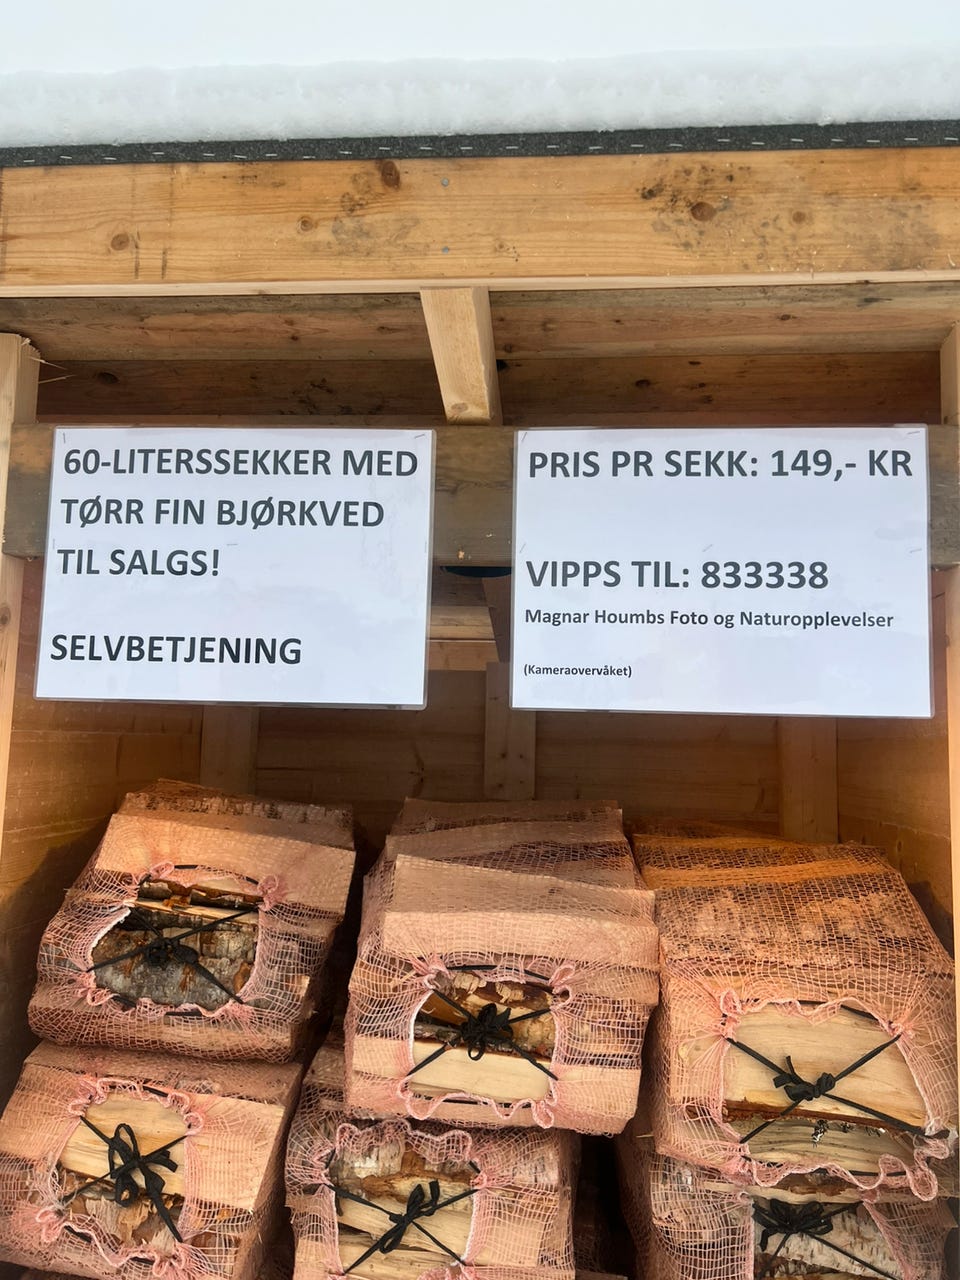 60-LITERSSEKKER MED
TØRR FIN BJØRKVED
TIL SALGS!
SELVBETJENING
PRIS PR SEKK: 149,- KR
VIPPS TIL: 833338
Magnar Houmbs Foto og Naturopplevelser
(Kameraovervåket)